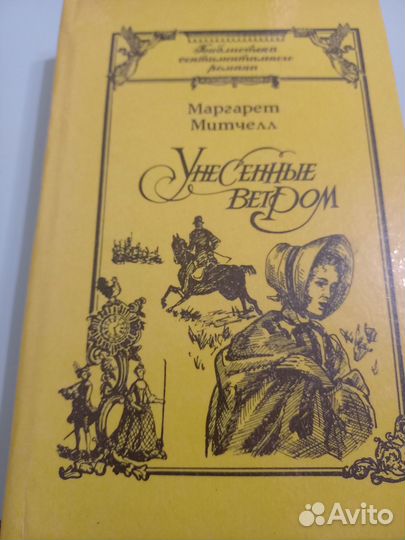 Библиотека
сентиментального
романа
Маргарет
Митчелл
Унесенные
ветром
Avito